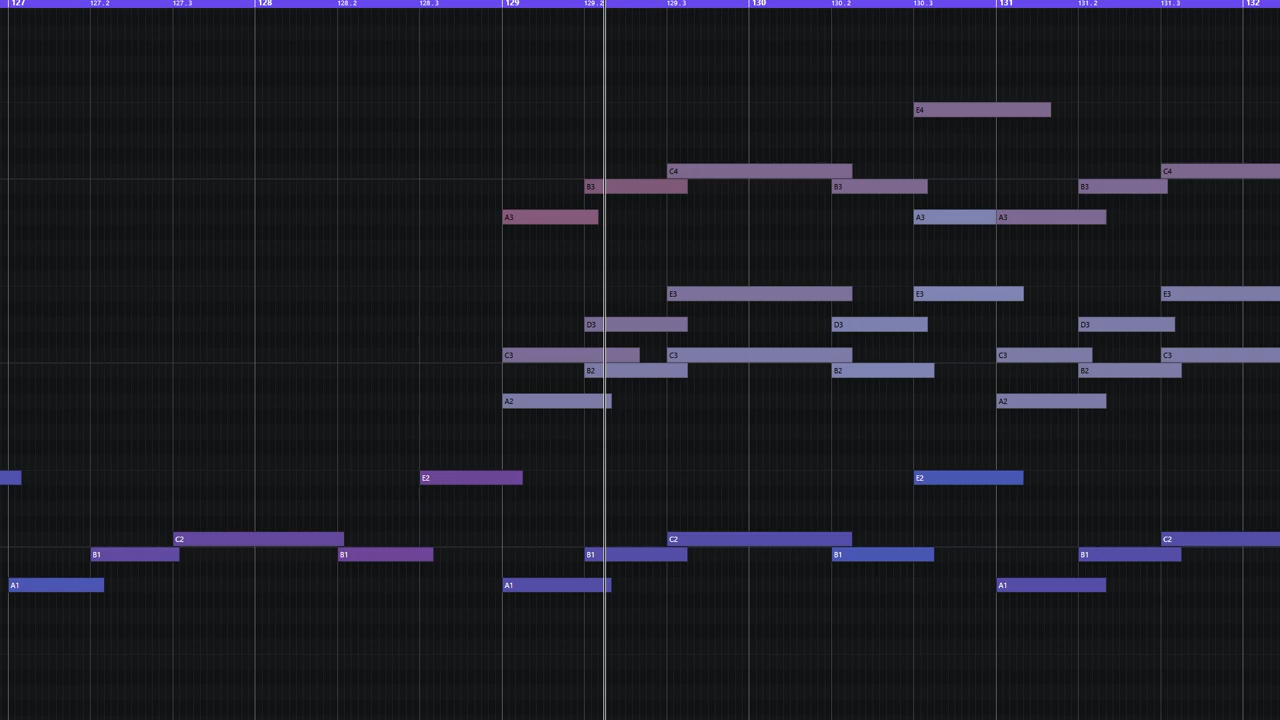 127 127.2 127.3 128 128.2 128.3 129 129.2 129.3 130 130.2 130.3 131 131.2 131.3 132
E4
C4 C4
B3 B3 B3
A3 A3 A3
E3 E3 E3
D3 D3 D3
C3 C3 C3 C3
B2 B2 B2
A2 A2
E2 E2
C2 C2 C2
B1 B1 B1 B1 B1
A1 A1 A1